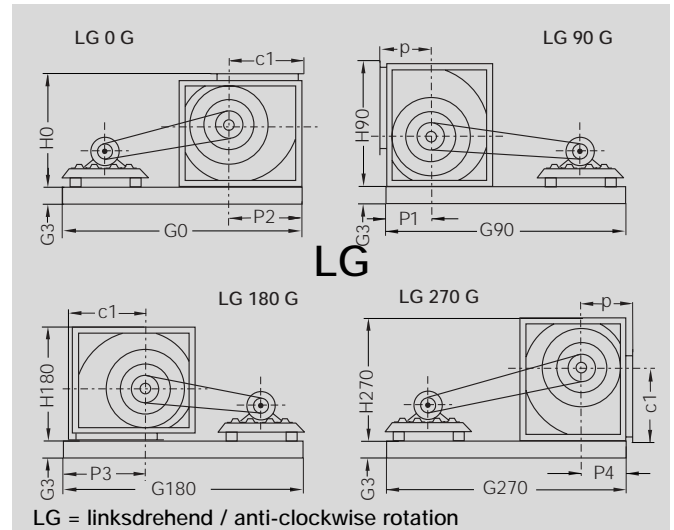 LG 0 G
c1
H0
G3
P2
G0
LG 90 G
p
H90
G3
P1
G90
LG
LG 180 G
c1
H180
G3
P3
G180
LG 270 G
p
H270
c1
G3
P4
G270
LG = linksdrehend / anti-clockwise rotation